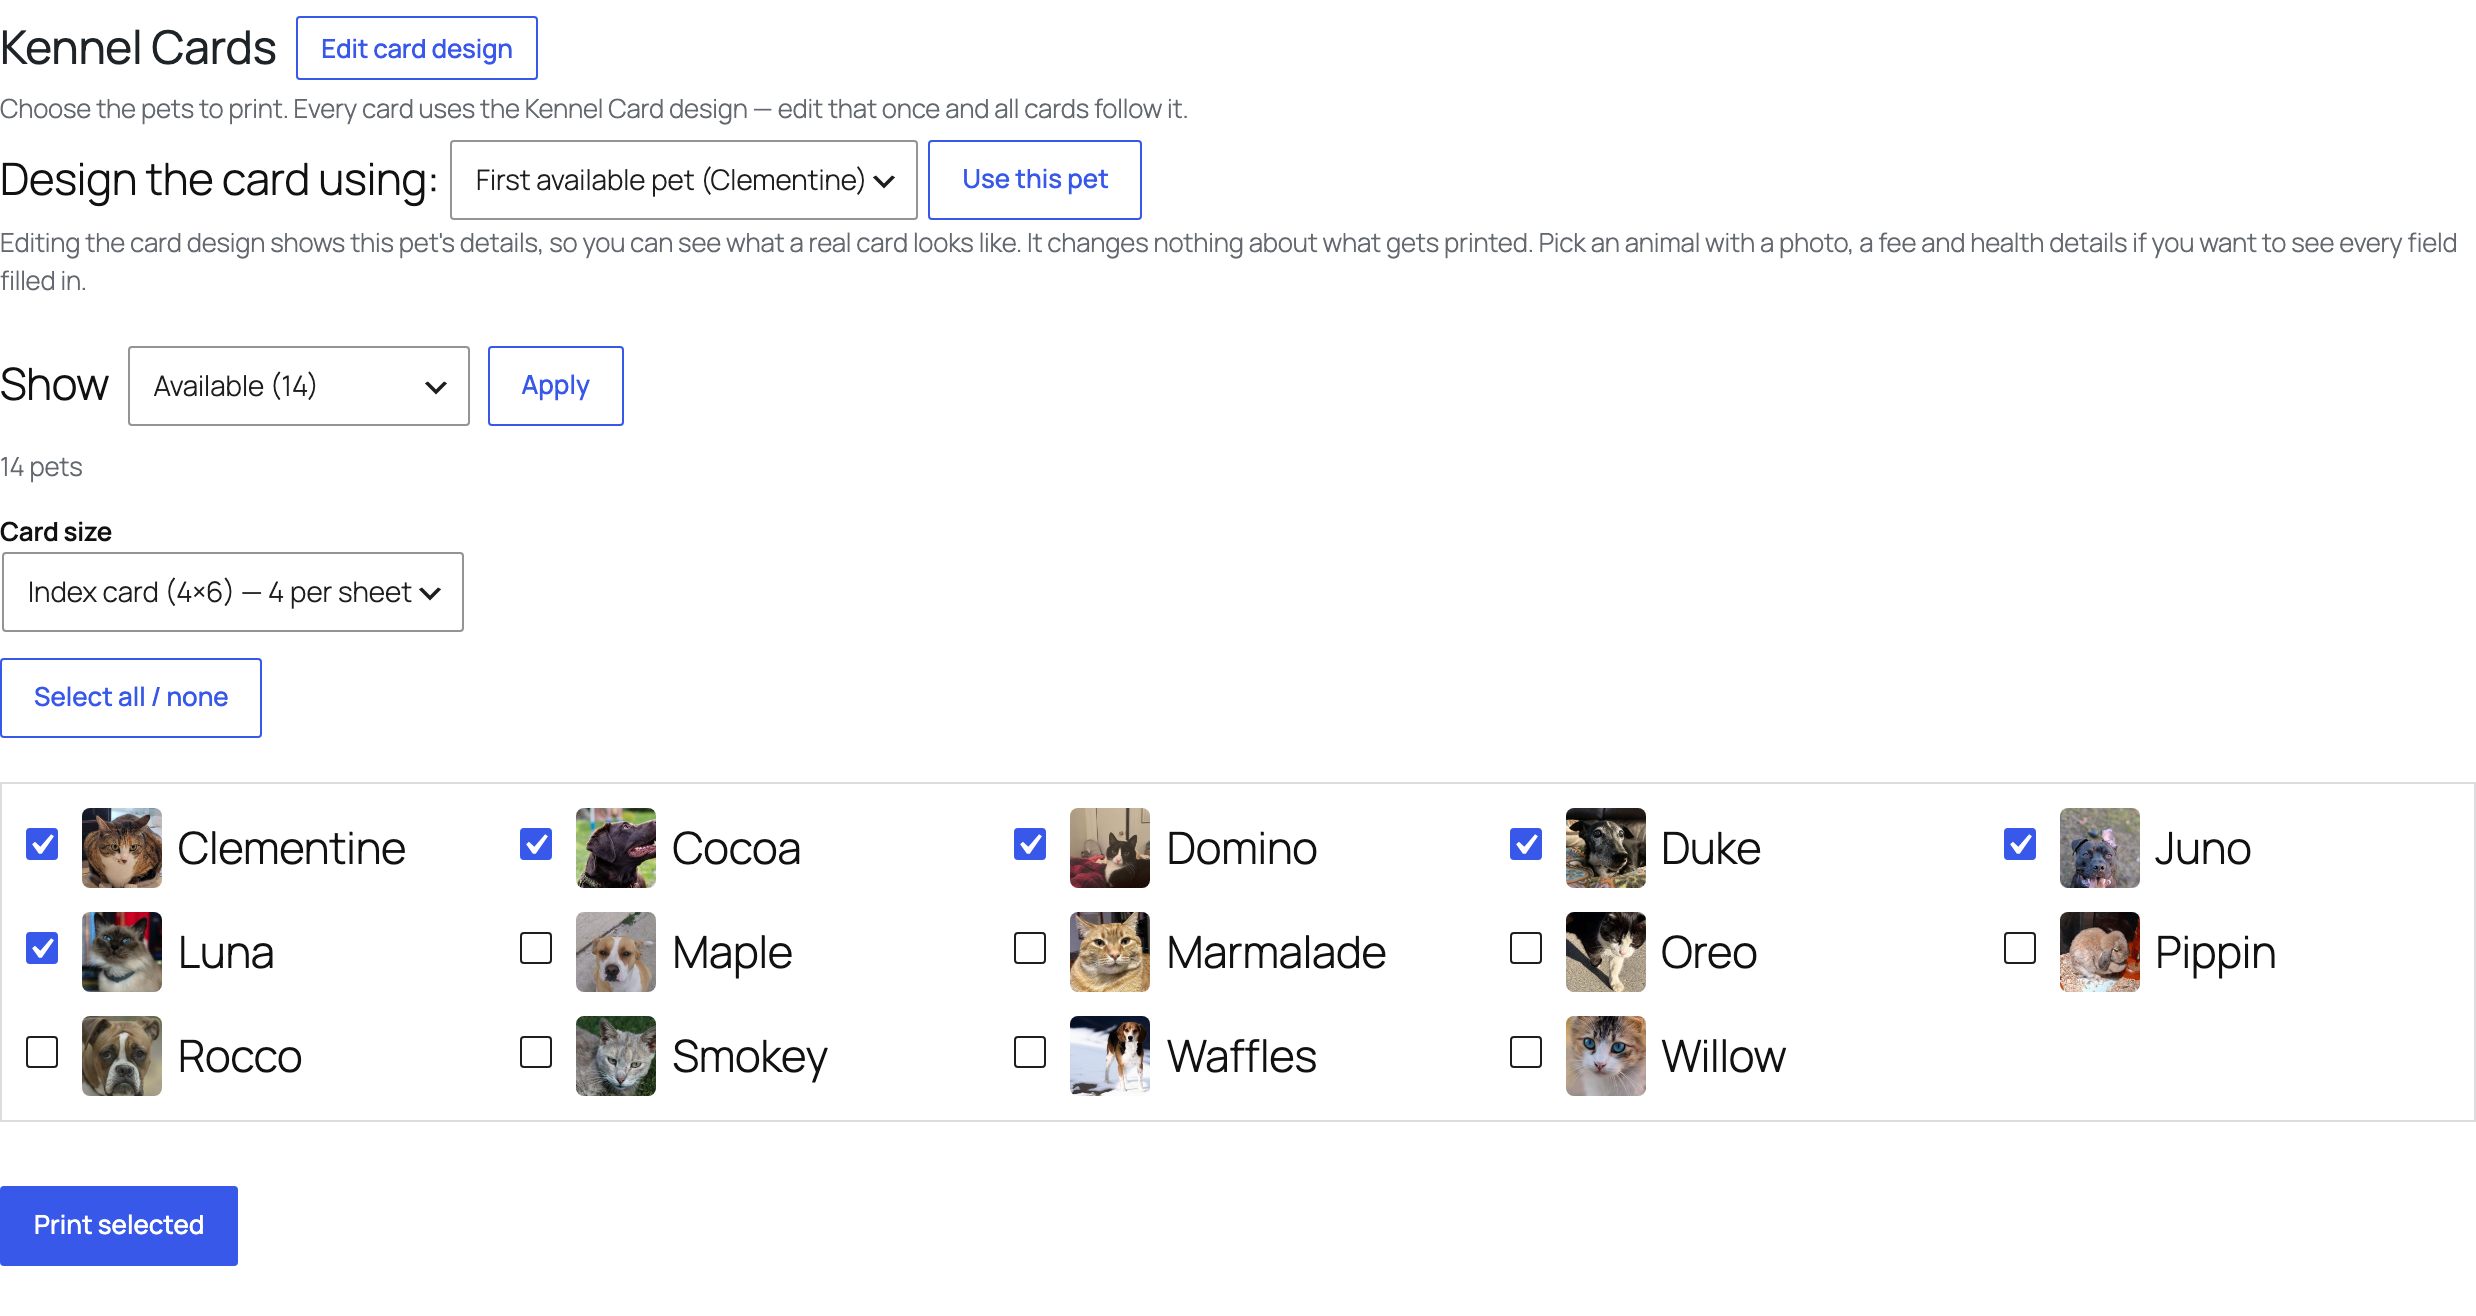 Kennel Cards
Edit card design
Choose the pets to print. Every card uses the Kennel Card design — edit that once and all cards follow it.
Design the card using:
First available pet (Clementine)
Use this pet
Editing the card design shows this pet's details, so you can see what a real card looks like. It changes nothing about what gets printed. Pick an animal with a photo, a fee and health details if you want to see every field
filled in.
Show
Available (14)
Apply
14 pets
Card size
Index card (4×6) — 4 per sheet
Select all / none
Clementine
Cocoa
Domino
Duke
Juno
Luna
Maple
Marmalade
Oreo
Pippin
Rocco
Smokey
Waffles
Willow
Print selected